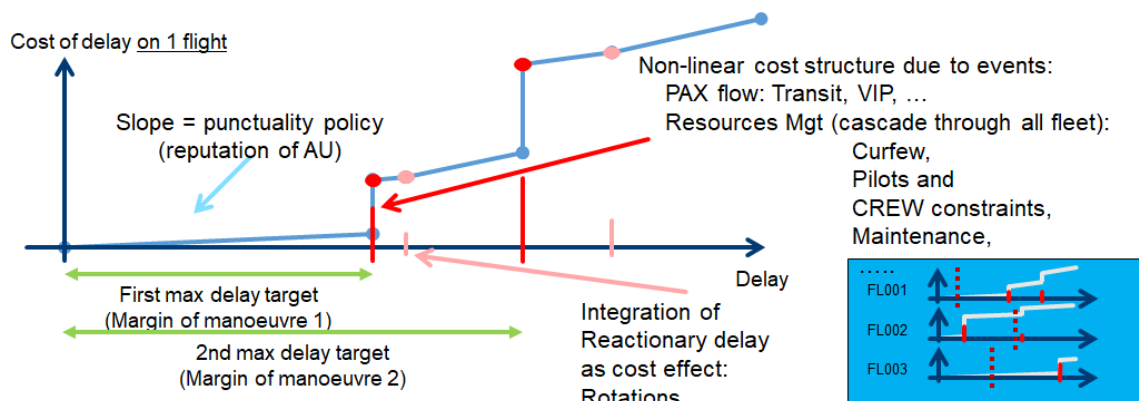 Cost of delay on 1 flight
Slope = punctuality policy
(reputation of AU)
Non-linear cost structure due to events:
PAX flow: Transit, VIP, …
Resources Mgt (cascade through all fleet):
Curfew,
Pilots and
CREW constraints,
Maintenance,
.....
Delay
First max delay target
(Margin of manoeuvre 1)
2nd max delay target
(Margin of manoeuvre 2)
Integration of
Reactionary delay
as cost effect:
Rotations
FL001
FL002
FL003